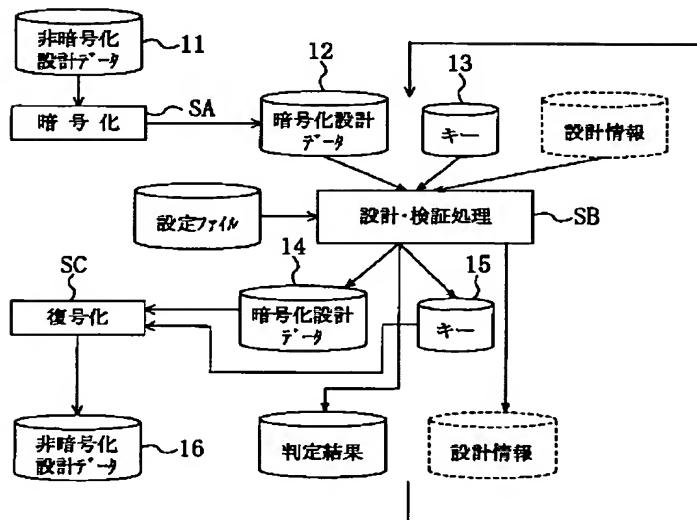 非暗号化
設計データ
11
12
13
暗号化
SA
暗号化設計
データ
キー
設計情報
設定ファイル
設計・検証処理
SB
14
15
SC
復号化
暗号化設計
データ
キー
非暗号化
設計データ
16
判定結果
設計情報